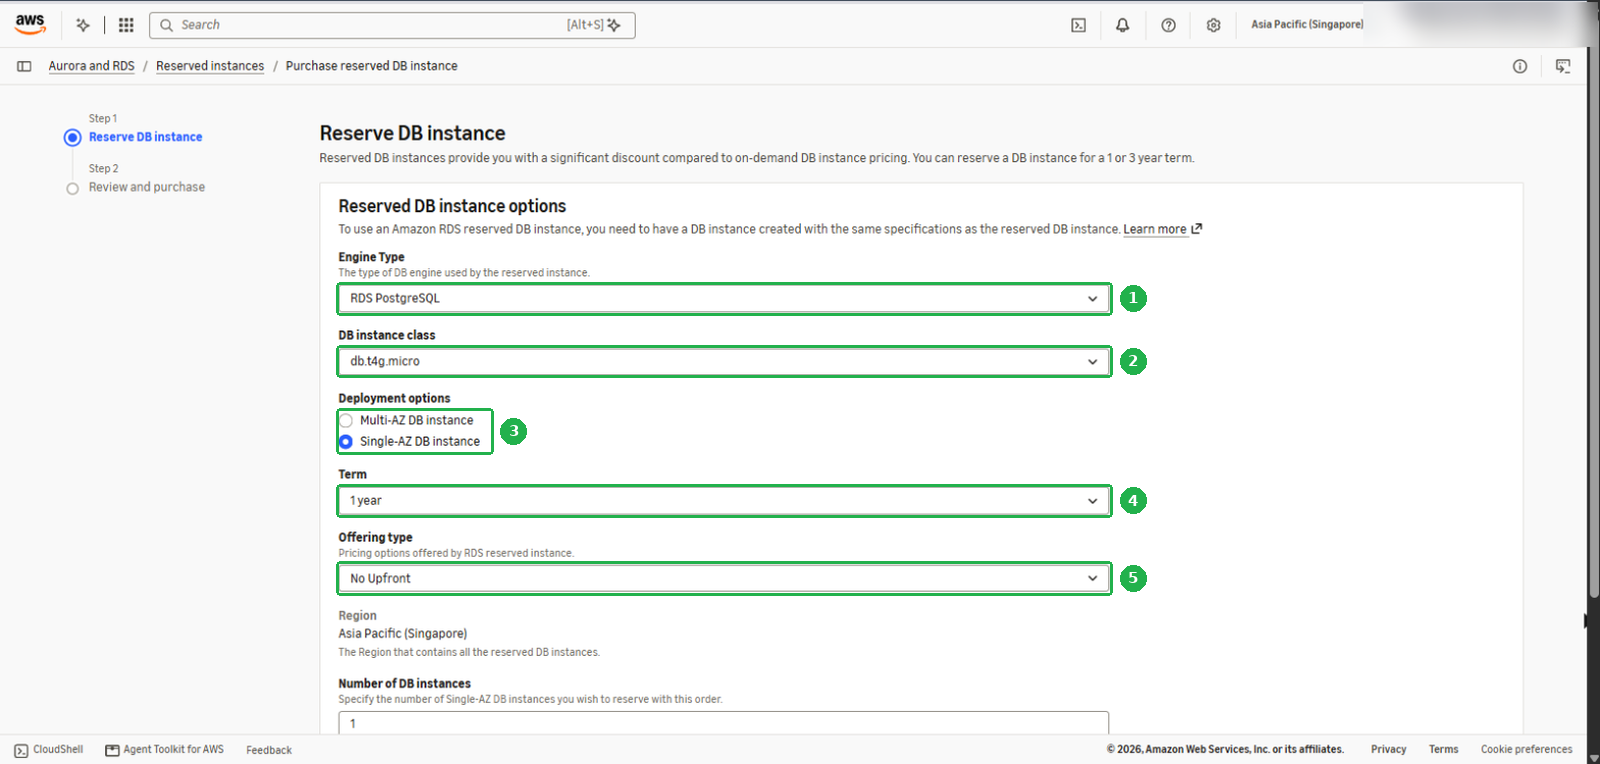 aws
Search
[Alt+S]
Asia Pacific (Singapore)
Aurora and RDS / Reserved instances / Purchase reserved DB instance
Step 1
Reserve DB instance
Step 2
Review and purchase
Reserve DB instance
Reserved DB instances provide you with a significant discount compared to on-demand DB instance pricing. You can reserve a DB instance for a 1 or 3 year term.
Reserved DB instance options
To use an Amazon RDS reserved DB instance, you need to have a DB instance created with the same specifications as the reserved DB instance. Learn more
Engine Type
The type of DB engine used by the reserved instance.
RDS PostgreSQL
1
DB instance class
db.t4g.micro
2
Deployment options
Multi-AZ DB instance
Single-AZ DB instance
3
Term
1 year
4
Offering type
Pricing options offered by RDS reserved instance.
No Upfront
5
Region
Asia Pacific (Singapore)
The Region that contains all the reserved DB instances.
Number of DB instances
Specify the number of Single-AZ DB instances you wish to reserve with this order.
1
CloudShell
Agent Toolkit for AWS
Feedback
© 2026, Amazon Web Services, Inc. or its affiliates.
Privacy
Terms
Cookie preferences